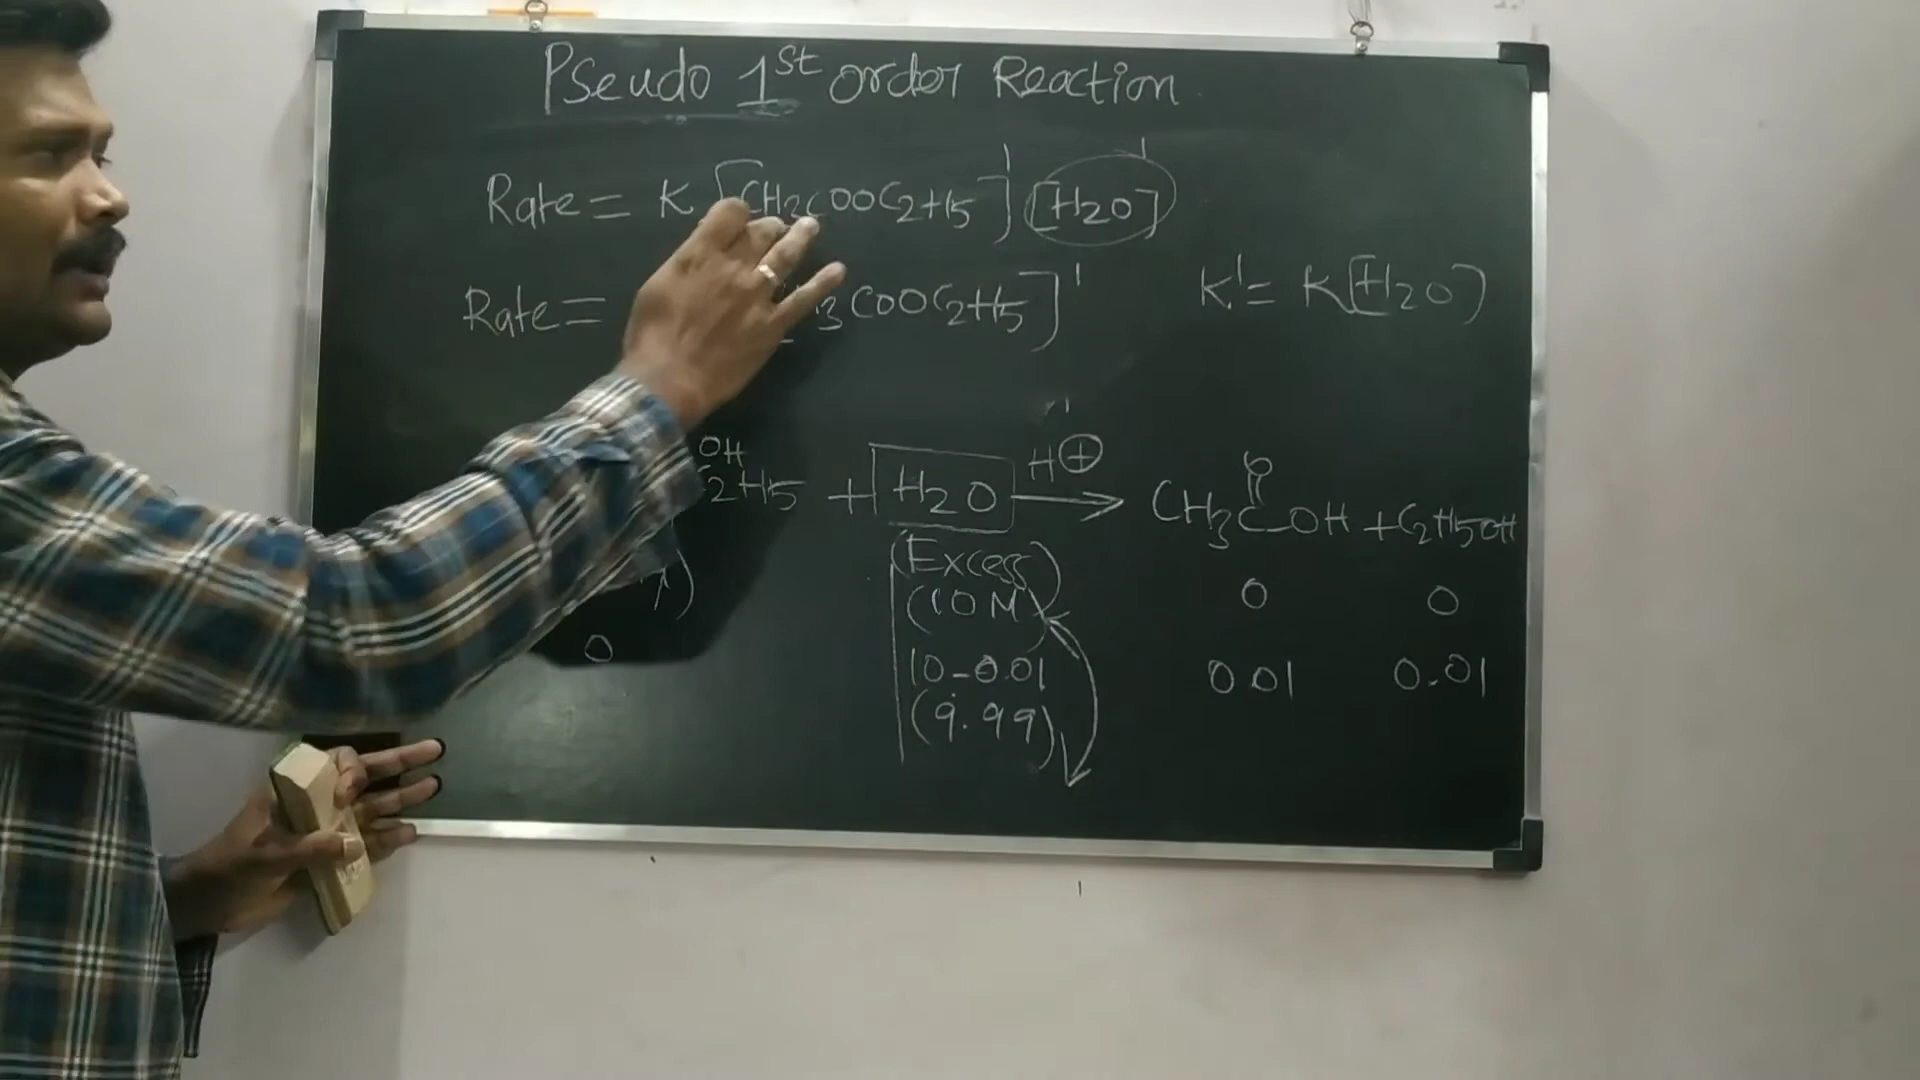 Pseudo 1st order Reaction
Rate = K [CH3COOC2H5]1 [H2O]1
Rate = 3COOC2H5]1 K1 = K[H2O]
OH
C2H5 + H2O H⊕ → CH3C-OH + C2H5OH
O
(Excess)
(10M) 0 0
0 10-0.01 0.01 0.01
(9.99)